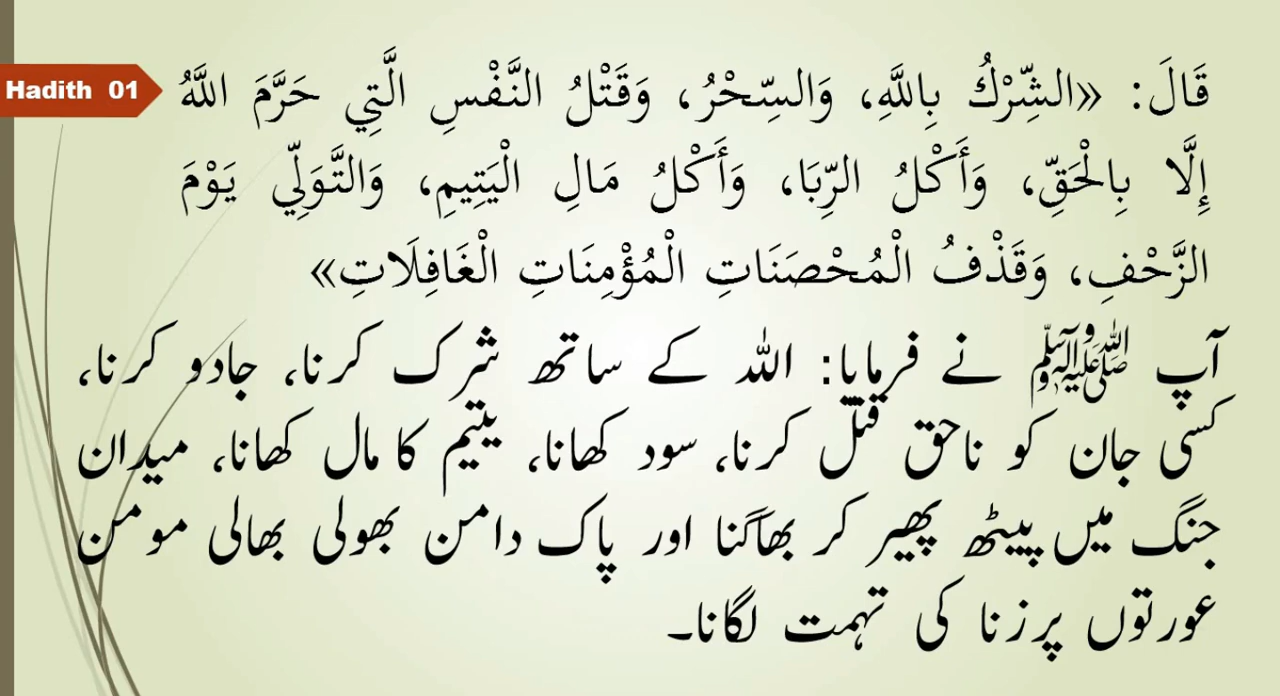 Hadith 01
قَالَ: «الشِّرْكُ بِاللَّهِ، وَالسِّحْرُ، وَقَتْلُ النَّفْسِ الَّتِي حَرَّمَ اللَّهُ
إِلَّا بِالْحَقِّ، وَأَكْلُ الرِّبَا، وَأَكْلُ مَالِ الْيَتِيمِ، وَالتَّوَلِّي يَوْمَ
الزَّحْفِ، وَقَذْفُ الْمُحْصَنَاتِ الْمُؤْمِنَاتِ الْغَافِلَاتِ»
آپ ﷺ نے فرمایا: اللہ کے ساتھ شرک کرنا، جادو کرنا،
کسی جان کو ناحق قتل کرنا، سود کھانا، یتیم کا مال کھانا، میدان
جنگ میں پیٹھ پھیر کر بھاگنا اور پاک دامن بھولی بھالی مومن
عورتوں پر زنا کی تہمت لگانا۔